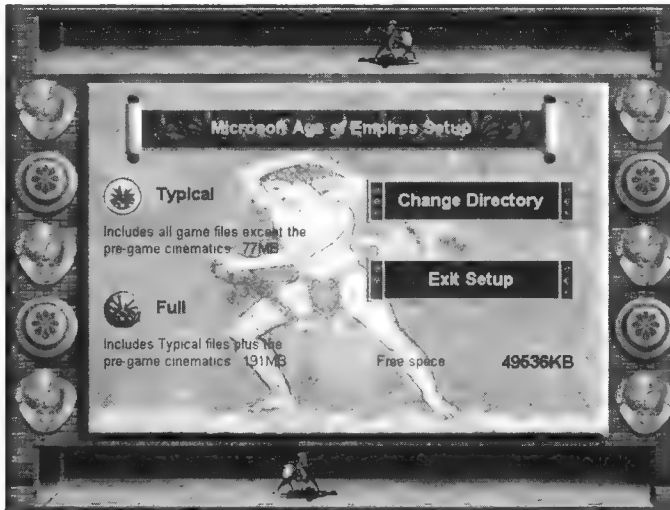 Microsoft Age of Empires Setup
Typical
Includes all game files except the
pre-game cinematics 77MB
Change Directory
Exit Setup
Full
Includes Typical files plus the
pre-game cinematics 191MB
Free space 49536KB